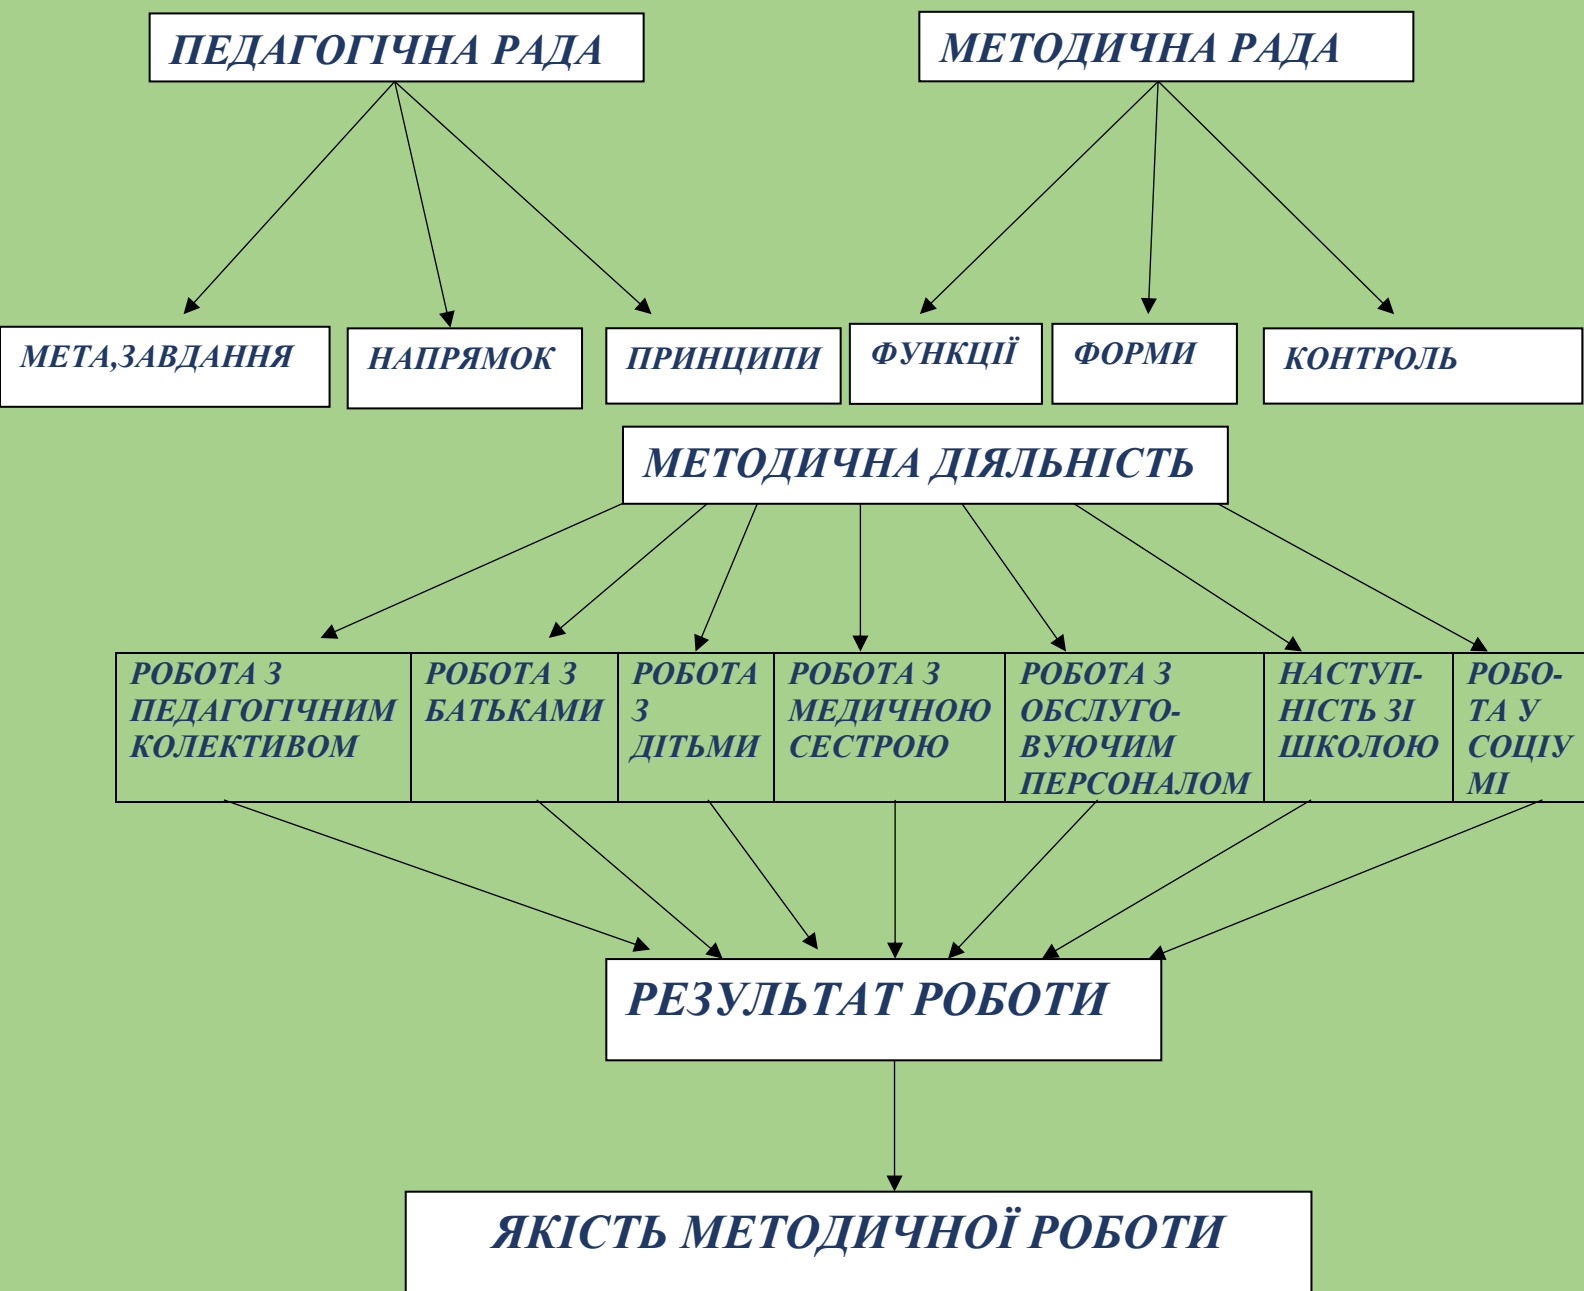 ПЕДАГОГІЧНА РАДА
МЕТОДИЧНА РАДА
МЕТА,ЗАВДАННЯ
НАПРЯМОК
ПРИНЦИПИ
ФУНКЦІЇ
ФОРМИ
КОНТРОЛЬ
МЕТОДИЧНА ДІЯЛЬНІСТЬ
РОБОТА З
ПЕДАГОГІЧНИМ
КОЛЕКТИВОМ
РОБОТА З
БАТЬКАМИ
РОБОТА
З
ДІТЬМИ
РОБОТА З
МЕДИЧНОЮ
СЕСТРОЮ
РОБОТА З
ОБСЛУГО-
ВУЮЧИМ
ПЕРСОНАЛОМ
НАСТУП-
НІСТЬ ЗІ
ШКОЛОЮ
РОБО-
ТА У
СОЦІУ
МІ
РЕЗУЛЬТАТ РОБОТИ
ЯКІСТЬ МЕТОДИЧНОЇ РОБОТИ